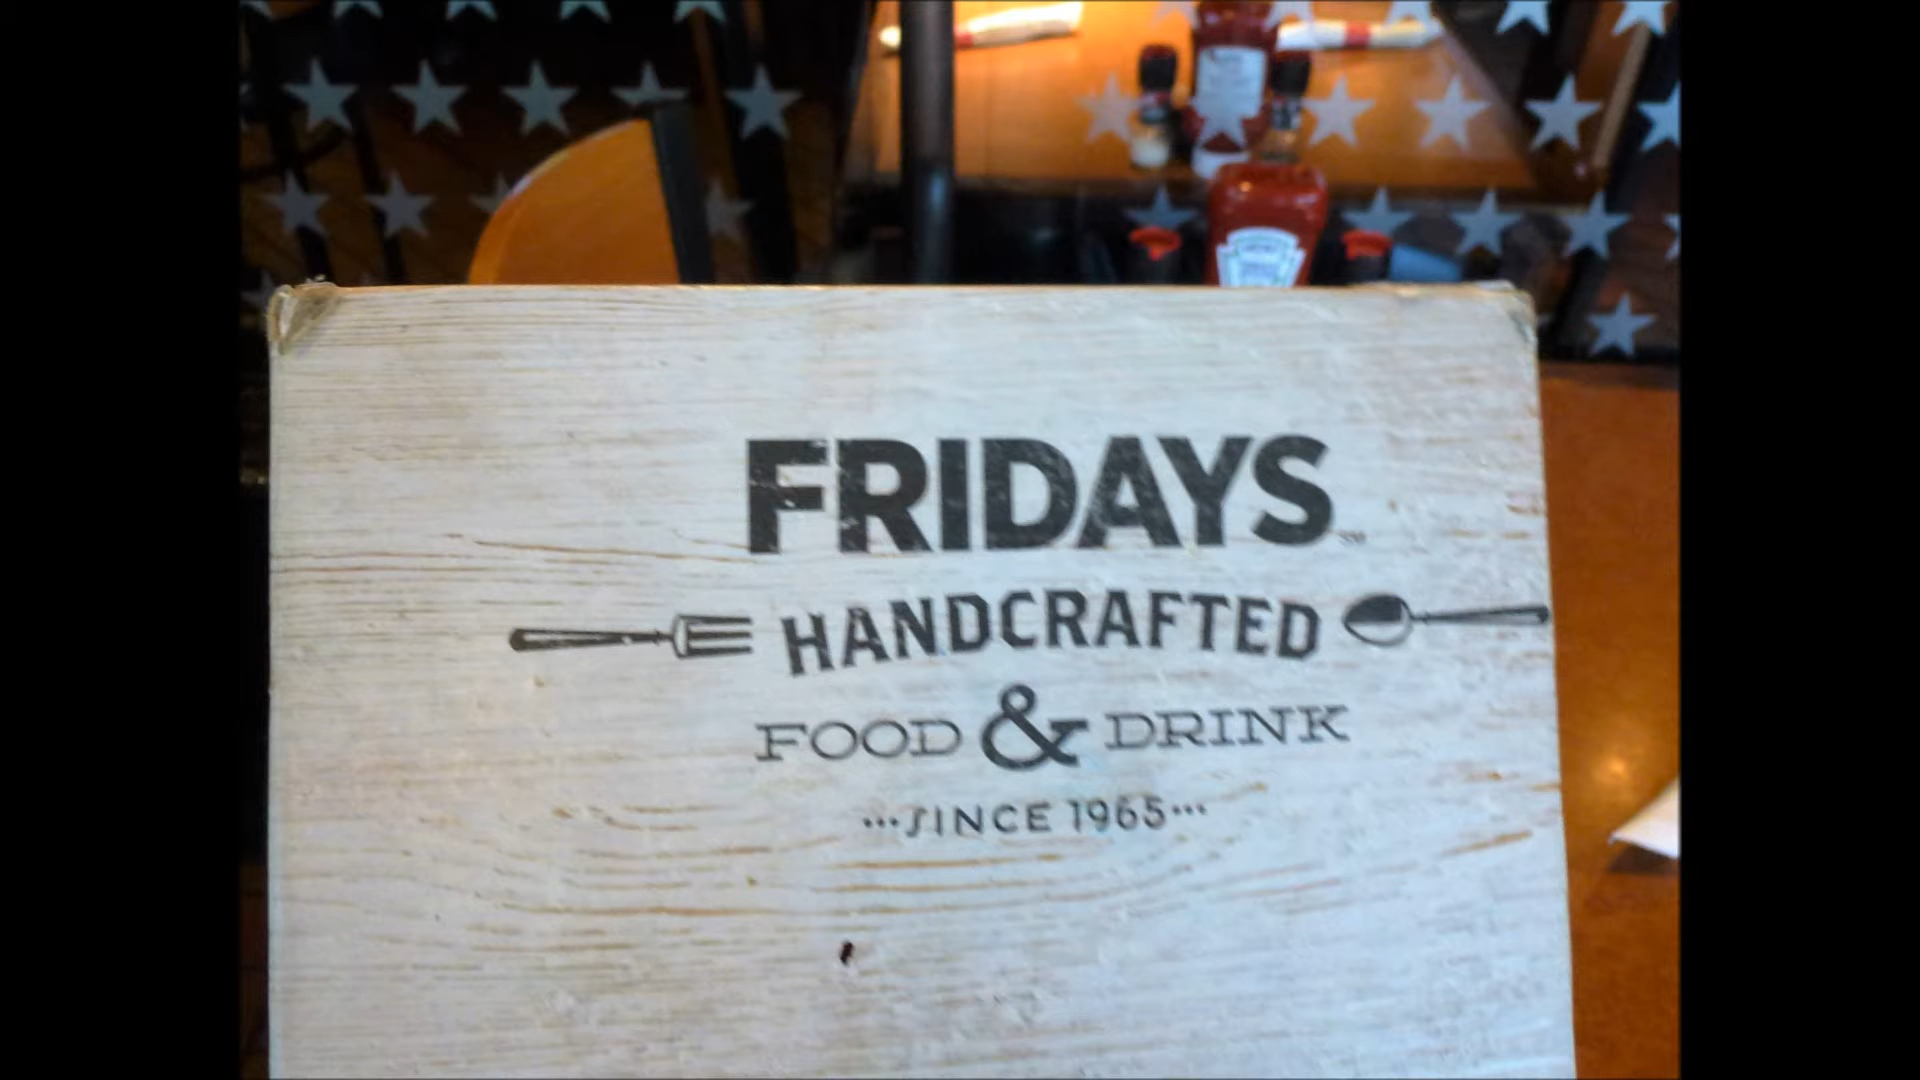 FRIDAYS
HANDCRAFTED
FOOD & DRINK
...SINCE 1965...